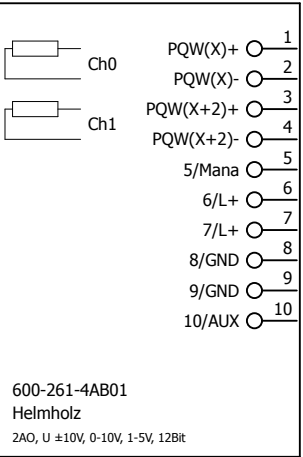 PQW(X)+ 1
Ch0
PQW(X)- 2
PQW(X+2)+ 3
Ch1
PQW(X+2)- 4
5/Mana 5
6/L+ 6
7/L+ 7
8/GND 8
9/GND 9
10/AUX 10
600-261-4AB01
Helmholz
2AO, U ±10V, 0-10V, 1-5V, 12Bit